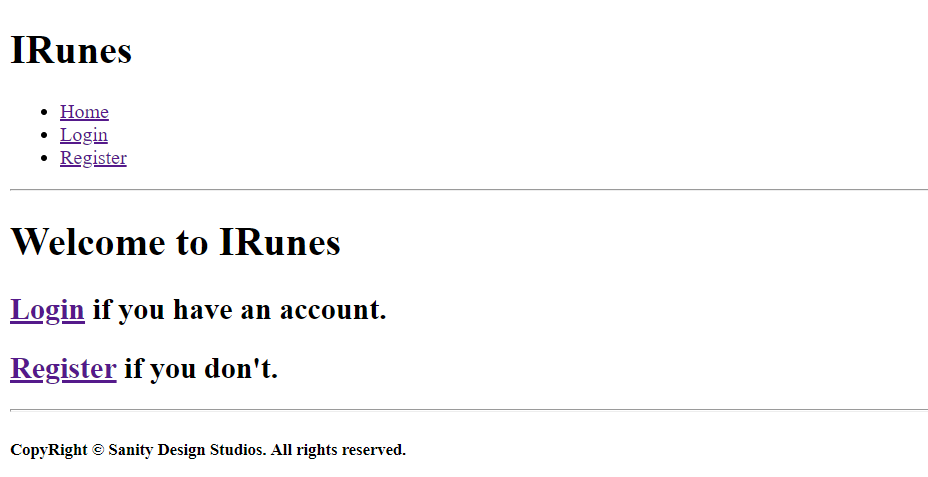 IRunes
Home
Login
Register
Welcome to IRunes
Login if you have an account.
Register if you don't.
CopyRight © Sanity Design Studios. All rights reserved.